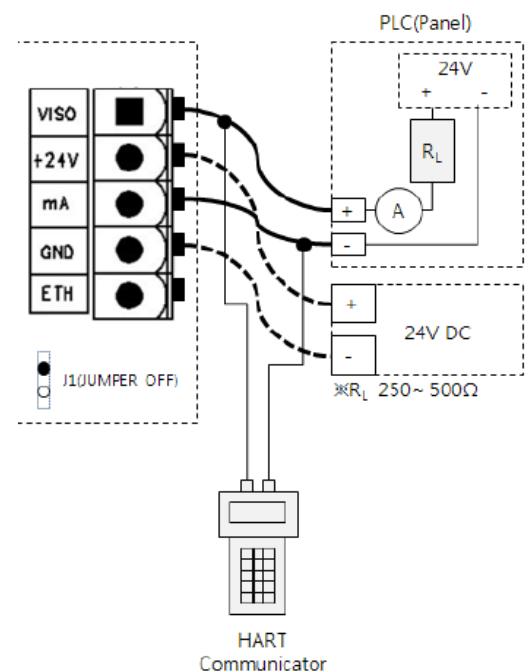 PLC(Panel)
24V
+ -
RL
VISO
+24V
mA
GND
ETH
+ A
-
+
24V DC
-
J1(JUMPER OFF)
※RL 250~500Ω
HART
Communicator